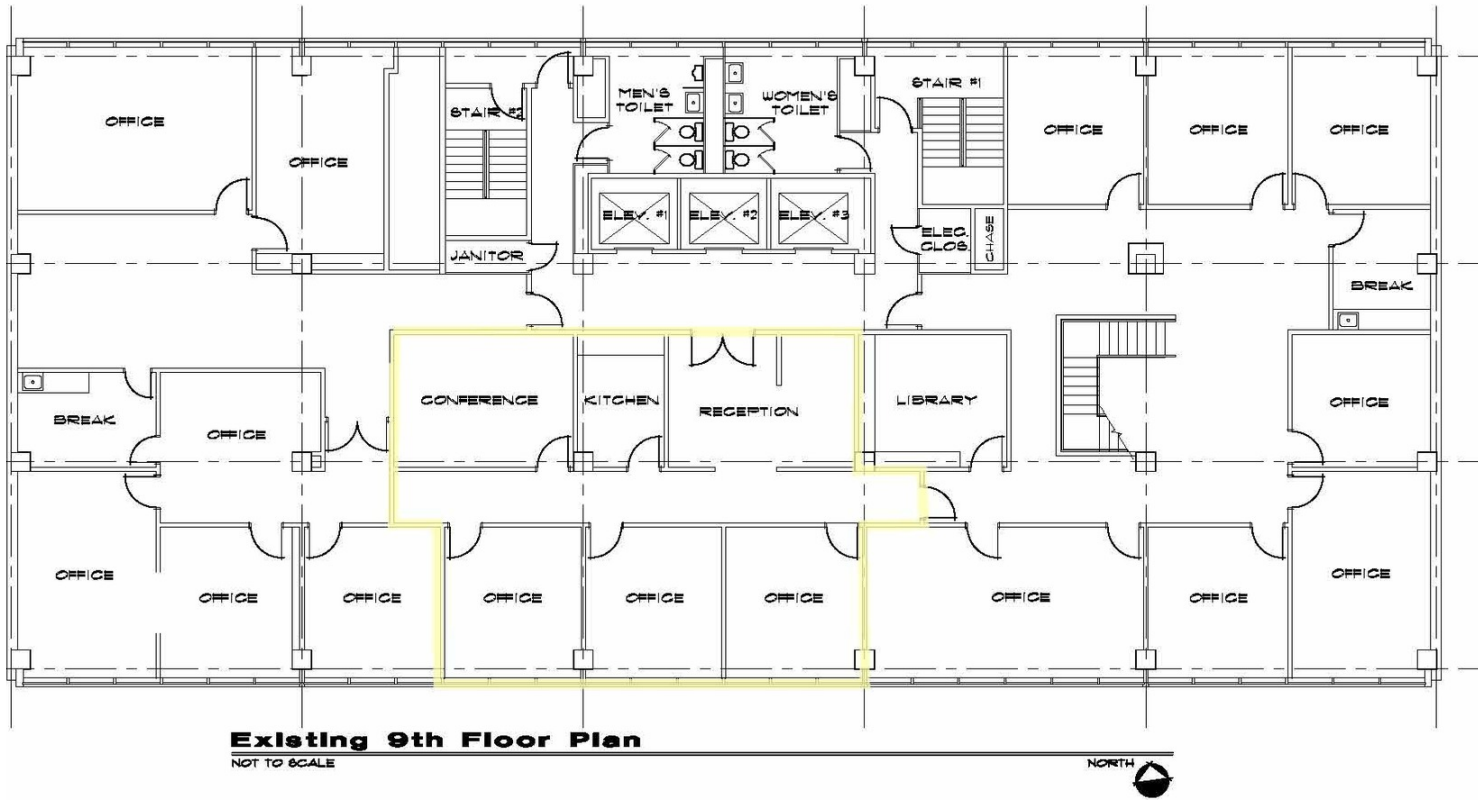 OFFICE
OFFICE
STAIR #2
MEN'S
TOILET
WOMEN'S
TOILET
STAIR #1
OFFICE
OFFICE
OFFICE
JANITOR
ELEV. #1
ELEV. #2
ELEV. #3
ELEC.
CLOS.
CHASE
BREAK
BREAK
OFFICE
CONFERENCE
KITCHEN
RECEPTION
LIBRARY
OFFICE
OFFICE
OFFICE
OFFICE
OFFICE
OFFICE
OFFICE
OFFICE
OFFICE
OFFICE
Existing 9th Floor Plan
NOT TO SCALE
NORTH